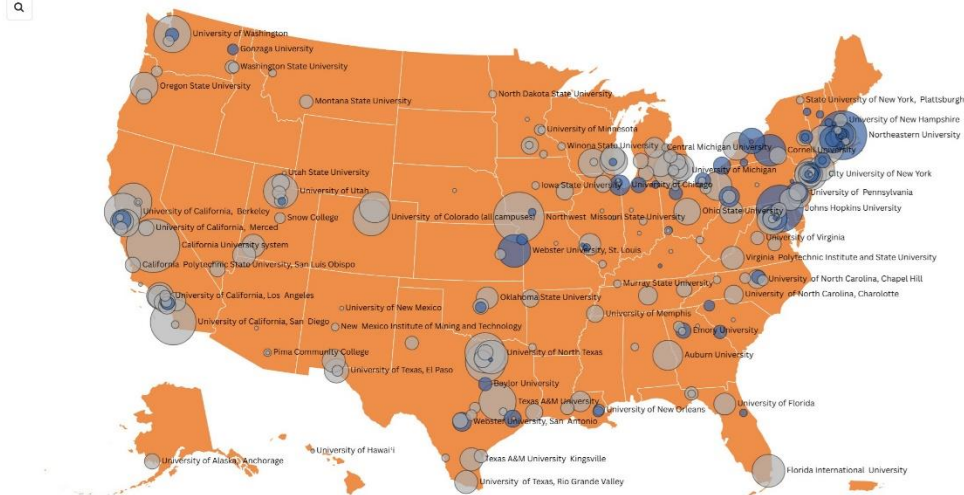 University of Washington
Gonzaga University
Washington State University
Oregon State University
Montana State University
North Dakota State University
State University of New York, Plattsburgh
University of New Hampshire
University of Minnesota
Northeastern University
Winona State University
Central Michigan University
Cornell University
University of Michigan
City University of New York
Utah State University
University of Utah
Iowa State University
University of Chicago
University of Pennsylvania
University of California, Berkeley
Snow College
University of Colorado (all campuses)
Northwest Missouri State University
Ohio State University
Johns Hopkins University
University of California, Merced
California University system
Webster University, St. Louis
University of Virginia
California Polytechnic State University, San Luis Obispo
Virginia Polytechnic Institute and State University
University of California, Los Angeles
Oklahoma State University
Murray State University
University of North Carolina, Chapel Hill
University of North Carolina, Charolotte
University of New Mexico
University of Memphis
University of California, San Diego
New Mexico Institute of Mining and Technology
Emory University
Pima Community College
University of North Texas
Auburn University
University of Texas, El Paso
Baylor University
Texas A&M University
University of New Orleans
University of Florida
Webster University, San Antonio
University of Hawai'i
University of Alaska, Anchorage
Texas A&M University Kingsville
Florida International University
University of Texas, Rio Grande Valley